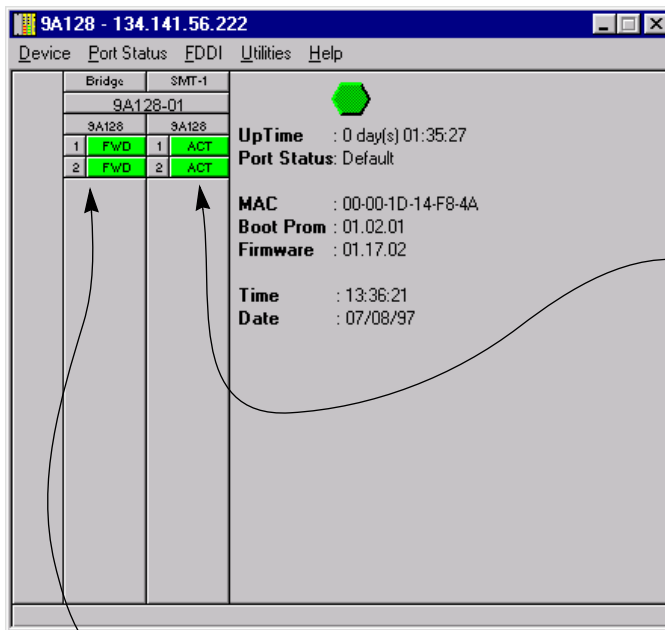 9A128 - 134.141.56.222
Device Port Status FDDI Utilities Help
Bridge SMT-1
9A128-01
9A128 9A128
1 FWD 1 ACT
2 FWD 2 ACT
UpTime : 0 day(s) 01:35:27
Port Status: Default
MAC : 00-00-1D-14-F8-4A
Boot Prom : 01.02.01
Firmware : 01.17.02
Time : 13:36:21
Date : 07/08/97